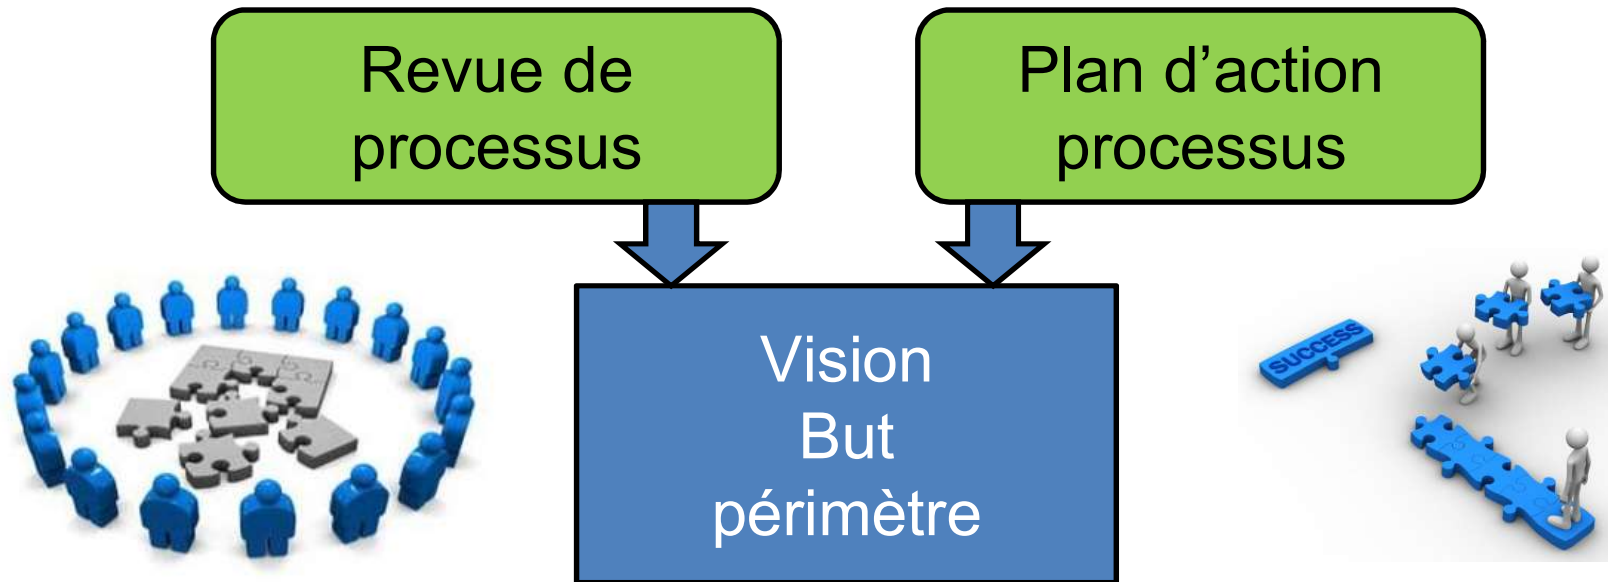 Revue de
processus
Plan d’action
processus
Vision
But
périmètre
SUCCESS